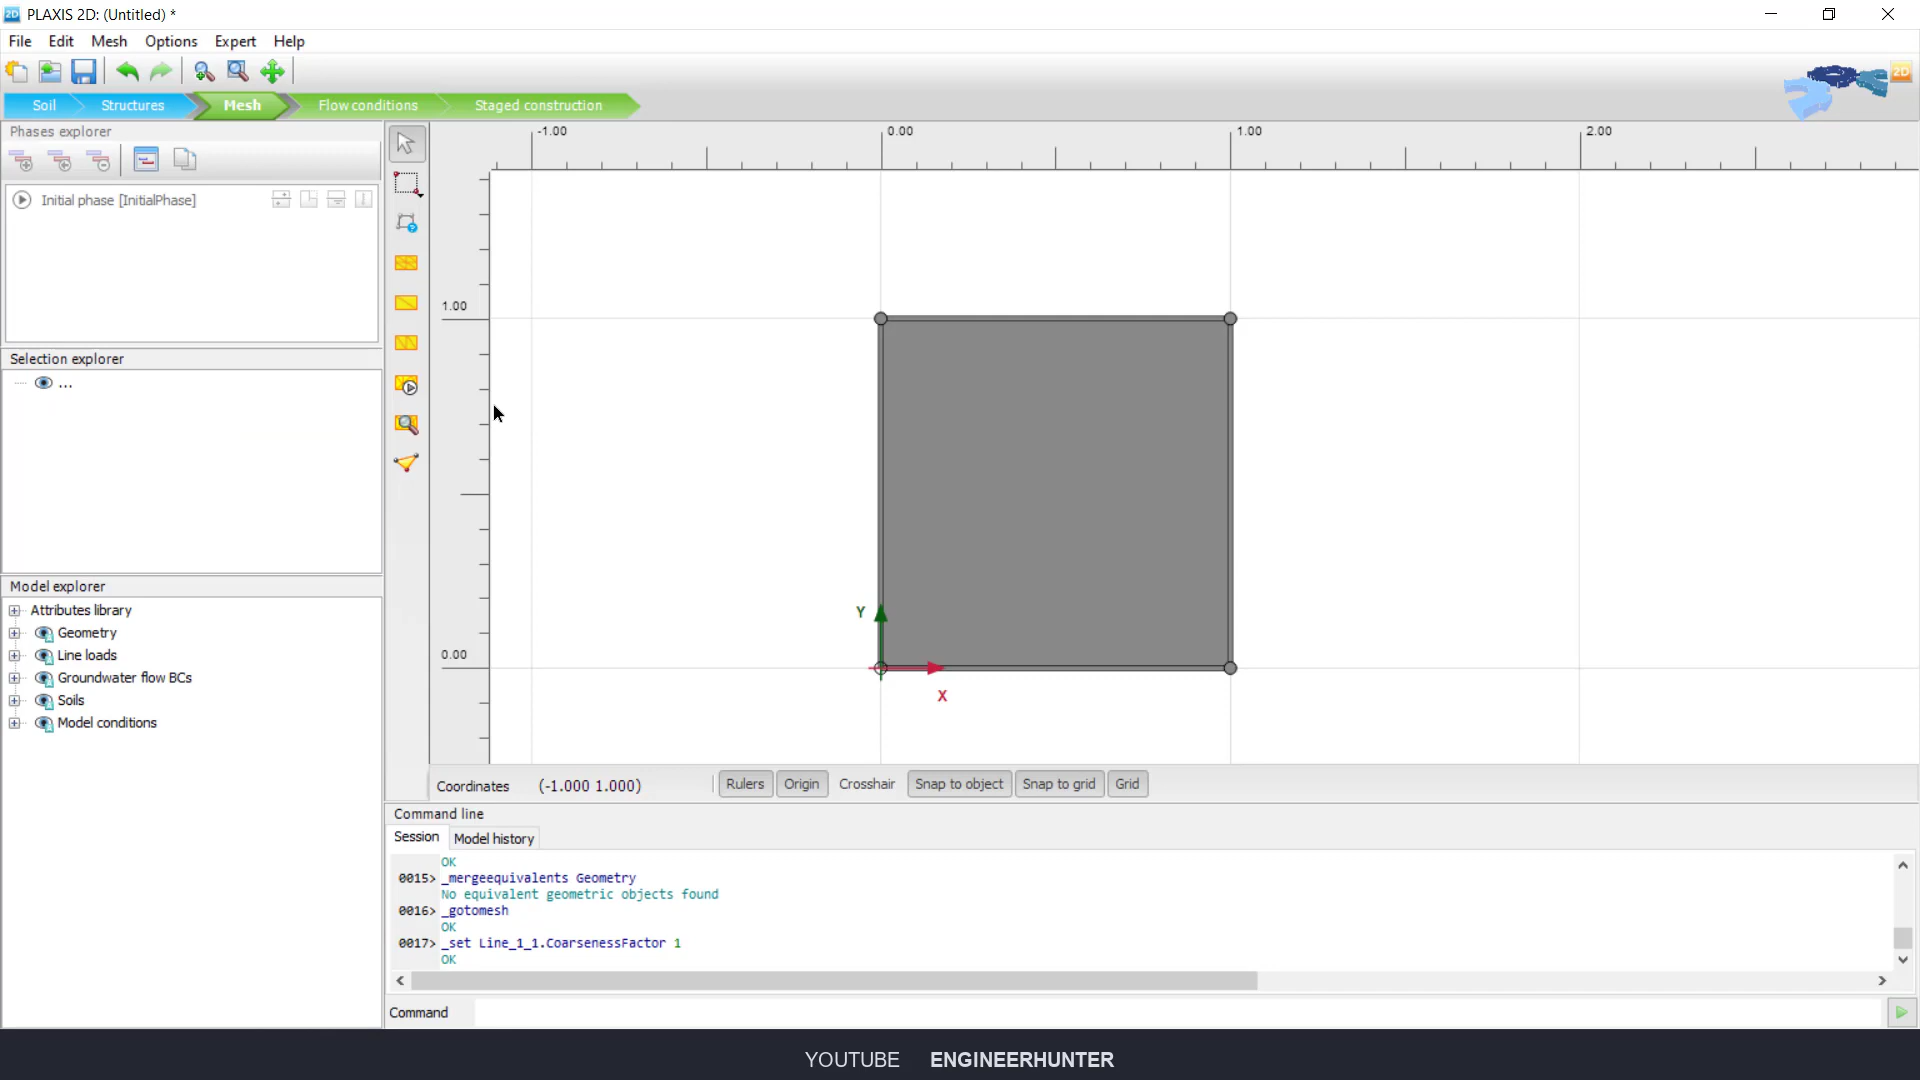 PLAXIS 2D: (Untitled) *
File Edit Mesh Options Expert Help
Soil Structures Mesh Flow conditions Staged construction
2D
Phases explorer
Initial phase [InitialPhase]
Selection explorer
...
Model explorer
Attributes library
Geometry
Line loads
Groundwater flow BCs
Soils
Model conditions
-1.00 0.00 1.00 2.00
1.00
0.00
Y
X
Coordinates (-1.000 1.000) Rulers Origin Crosshair Snap to object Snap to grid Grid
Command line
Session Model history
OK
0015> _mergeequivalents Geometry
No equivalent geometric objects found
0016> _gotomesh
OK
0017> _set Line_1_1.CoarsenessFactor 1
OK
Command
YOUTUBE ENGINEERHUNTER